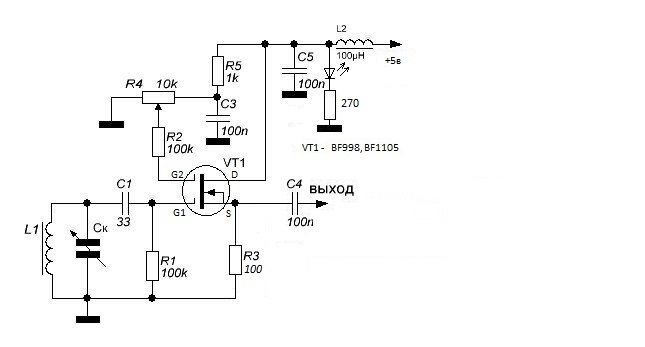 L2
100µH
+5в
C5
100n
R5
1k
R4 10k
C3
100n
270
R2
100k
VT1 - BF998,BF1105
VT1
G2
D
C1
33
G1
S
C4
выход
100n
L1
Cк
R1
100k
R3
100